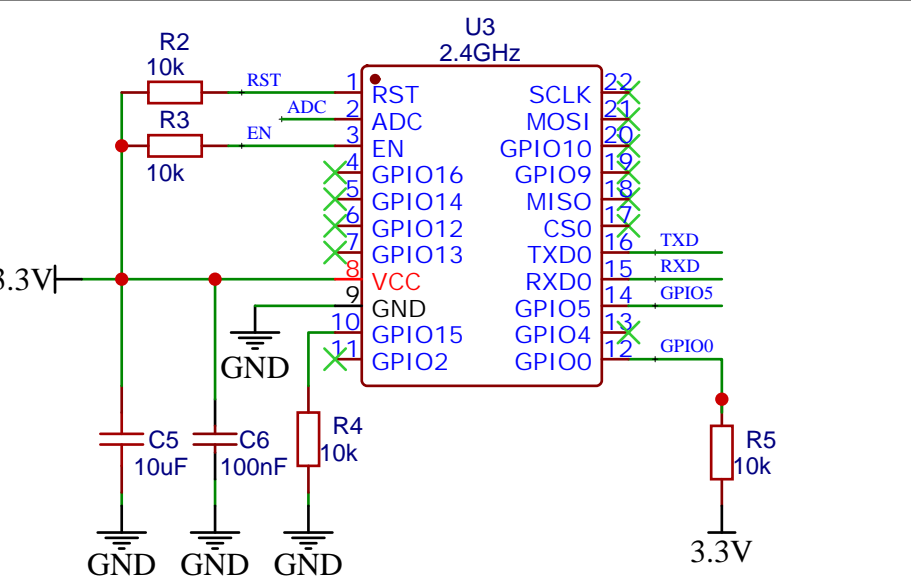 U3
2.4GHz
R2
10k
RST
ADC
R3
10k
EN
1
2
3
4
5
6
7
8
9
10
11
RST
ADC
EN
GPIO16
GPIO14
GPIO12
GPIO13
VCC
GND
GPIO15
GPIO2
SCLK
MOSI
GPIO10
GPIO9
MISO
CS0
TXD0
RXD0
GPIO5
GPIO4
GPIO0
22
21
20
19
18
17
16
15
14
13
12
TXD
RXD
GPIO5
GPIO0
3.3V
GND
C5
10uF
C6
100nF
R4
10k
R5
10k
GND
GND
GND
3.3V